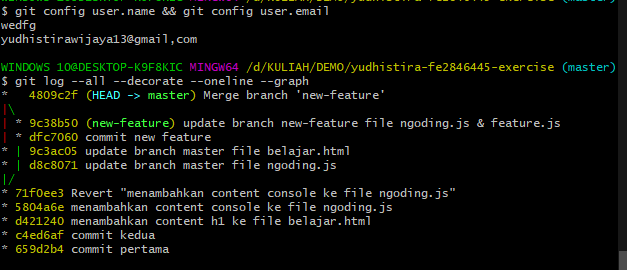 $ git config user.name && git config user.email
wedfg
yudhistirawijaya13@gmail,com
WINDOWS 10@DESKTOP-K9F8KIC MINGW64 /d/KULIAH/DEMO/yudhistira-fe2846445-exercise (master)
$ git log --all --decorate --oneline --graph
*   4809c2f (HEAD -> master) Merge branch 'new-feature'
|\
| * 9c38b50 (new-feature) update branch new-feature file ngoding.js & feature.js
| * dfc7060 commit new feature
* | 9c3ac05 update branch master file belajar.html
* | d8c8071 update branch master file ngoding.js
|/
* 71f0ee3 Revert "menambahkan content console ke file ngoding.js"
* 5804a6e menambahkan content console ke file ngoding.js
* d421240 menambahkan content h1 ke file belajar.html
* c4ed6af commit kedua
* 659d2b4 commit pertama